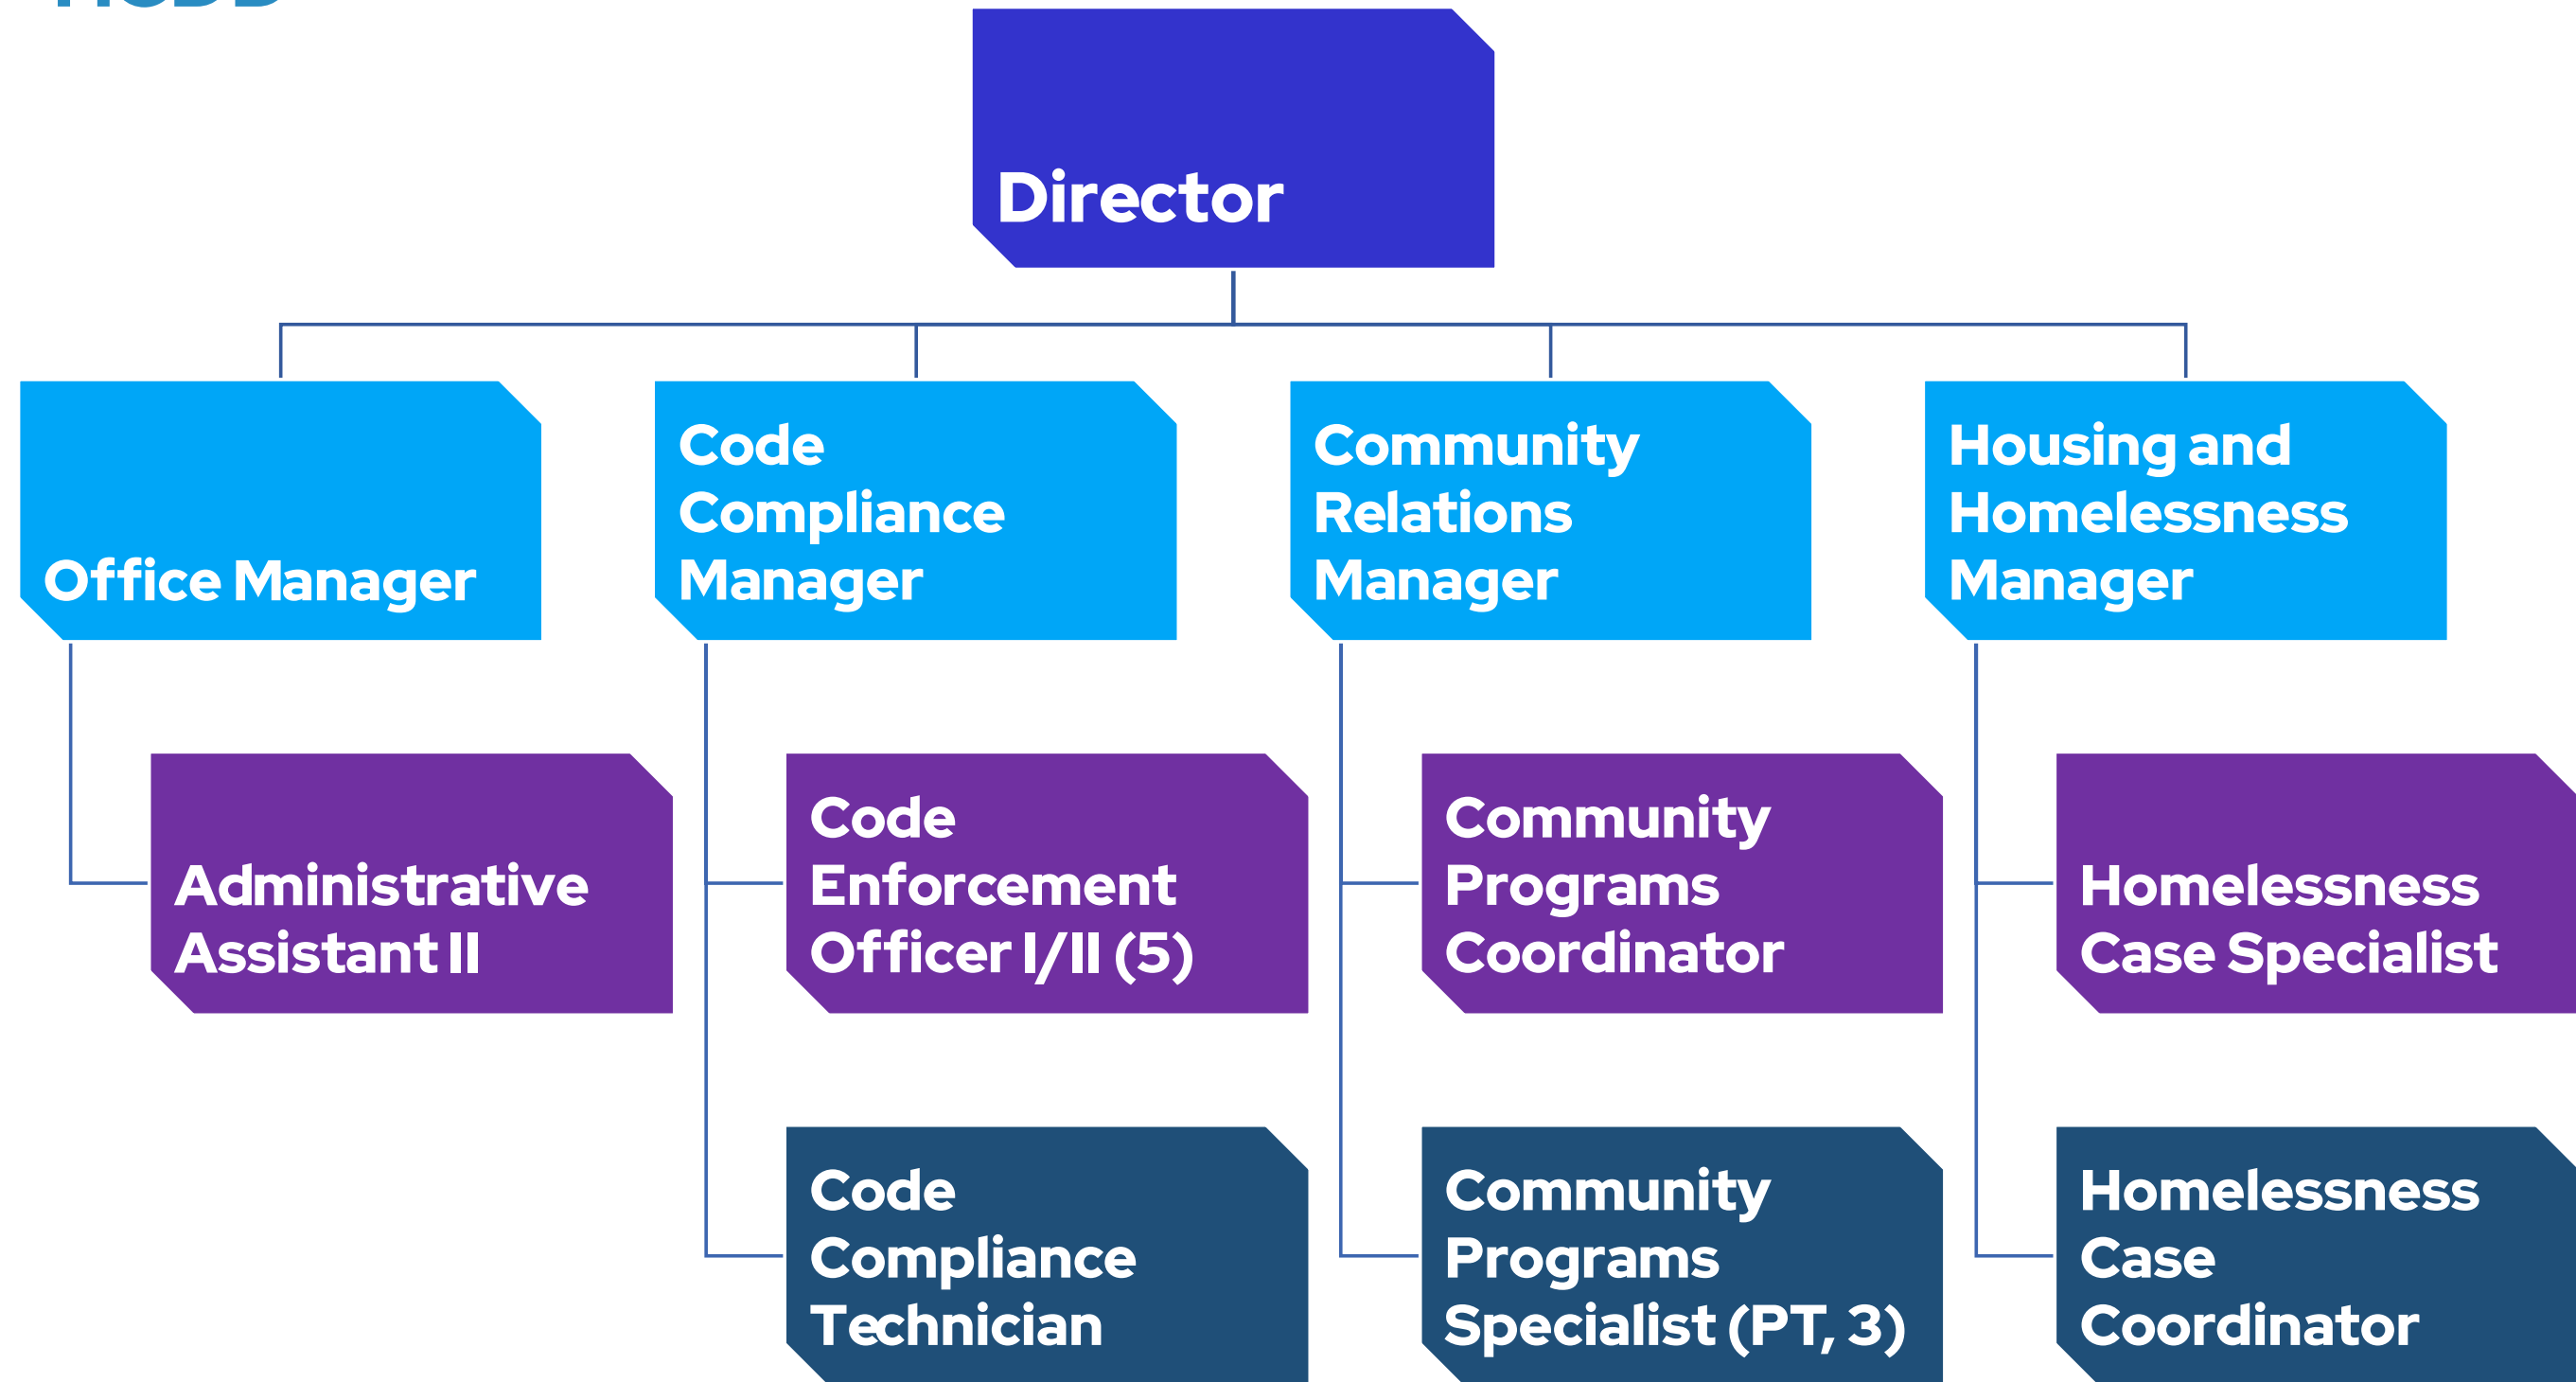 Director
Office Manager
Code
Compliance
Manager
Community
Relations
Manager
Housing and
Homelessness
Manager
Administrative
Assistant II
Code
Enforcement
Officer I/II (5)
Community
Programs
Coordinator
Homelessness
Case Specialist
Code
Compliance
Technician
Community
Programs
Specialist (PT, 3)
Homelessness
Case
Coordinator